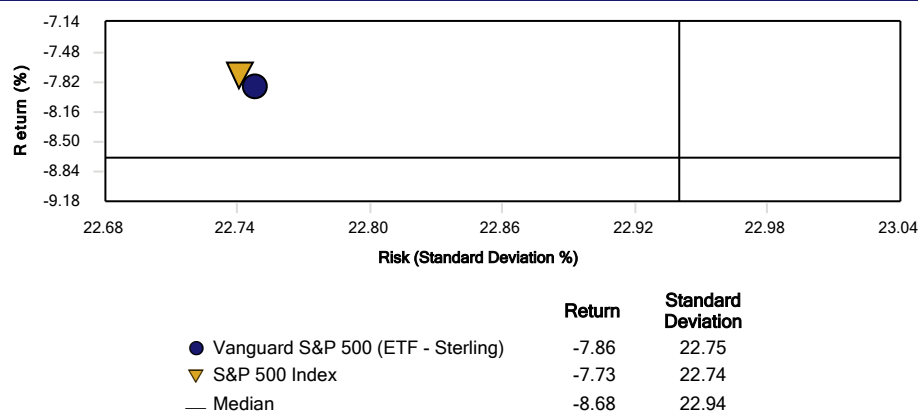 -7.14
-7.48
-7.82
-8.16
-8.50
-8.84
-9.18
Return (%)
22.68 22.74 22.80 22.86 22.92 22.98 23.04
Risk (Standard Deviation %)
Return Standard
Deviation
Vanguard S&P 500 (ETF - Sterling) -7.86 22.75
S&P 500 Index -7.73 22.74
Median -8.68 22.94